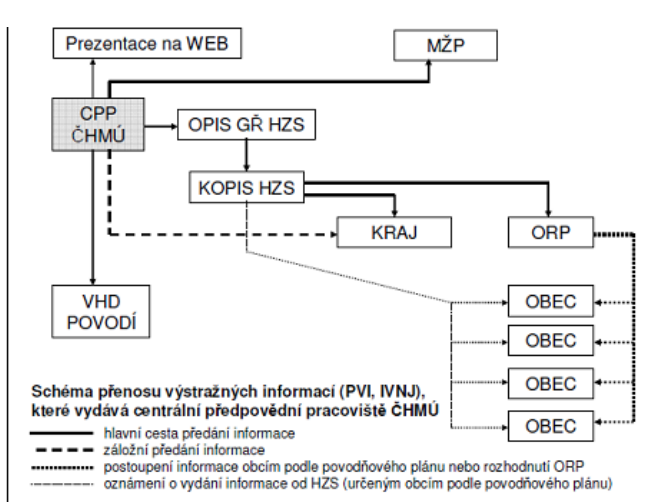 Prezentace na WEB
MŽP
CPP
ČHMÚ
OPIS GŘ HZS
KOPIS HZS
KRAJ
ORP
VHD
POVODÍ
OBEC
OBEC
OBEC
OBEC
Schéma přenosu výstražných informací (PVI, IVNJ),
které vydává centrální předpovědní pracoviště ČHMÚ
hlavní cesta předání informace
záložní předání informace
postoupení informace obcím podle povodňového plánu nebo rozhodnutí ORP
oznámení o vydání informace od HZS (určeným obcím podle povodňového plánu)